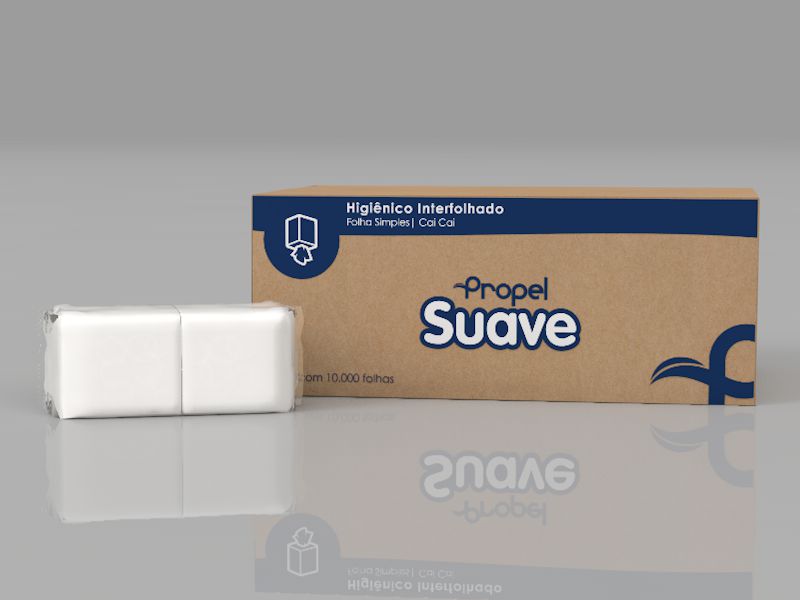 Higiênico Interfolhado
Folha Simples| Cai Cai
Propel
Suave
com 10.000 folhas